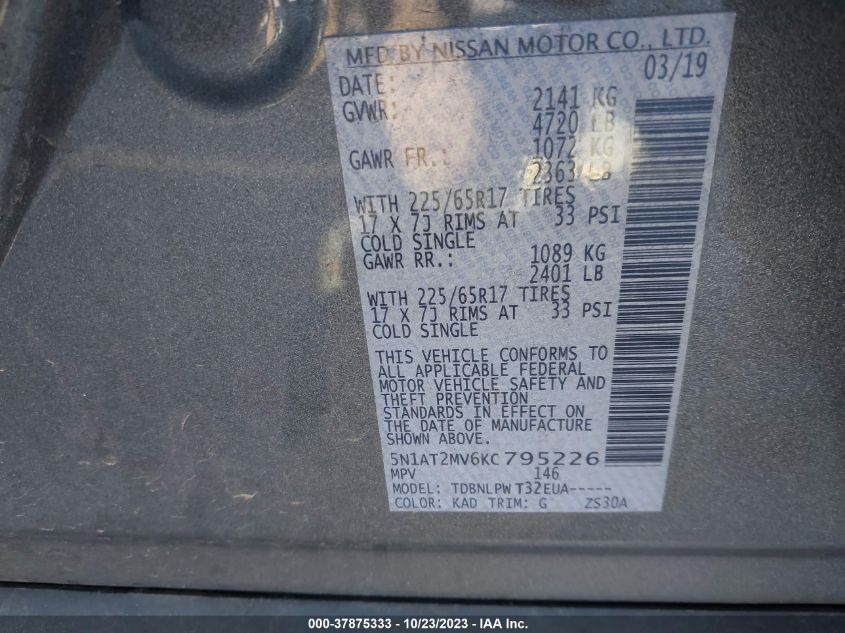 MFD BY NISSAN MOTOR CO., LTD.
DATE: 03/19
GVWR: 2141 KG
4720 LB
GAWR FR.: 1072 KG
2363 LB
WITH 225/65R17 TIRES
17 X 7J RIMS AT 33 PSI
COLD SINGLE
GAWR RR.: 1089 KG
2401 LB
WITH 225/65R17 TIRES
17 X 7J RIMS AT 33 PSI
COLD SINGLE
THIS VEHICLE CONFORMS TO
ALL APPLICABLE FEDERAL
MOTOR VEHICLE SAFETY AND
THEFT PREVENTION
STANDARDS IN EFFECT ON
THE DATE OF MANUFACTURE
SHOWN ABOVE.
5N1AT2MV6KC795226
MPV 146
MODEL: TDBNLPW T32EUA-----
COLOR: KAD TRIM: G ZS30A
000-37875333 - 10/23/2023 - © IAA Inc.